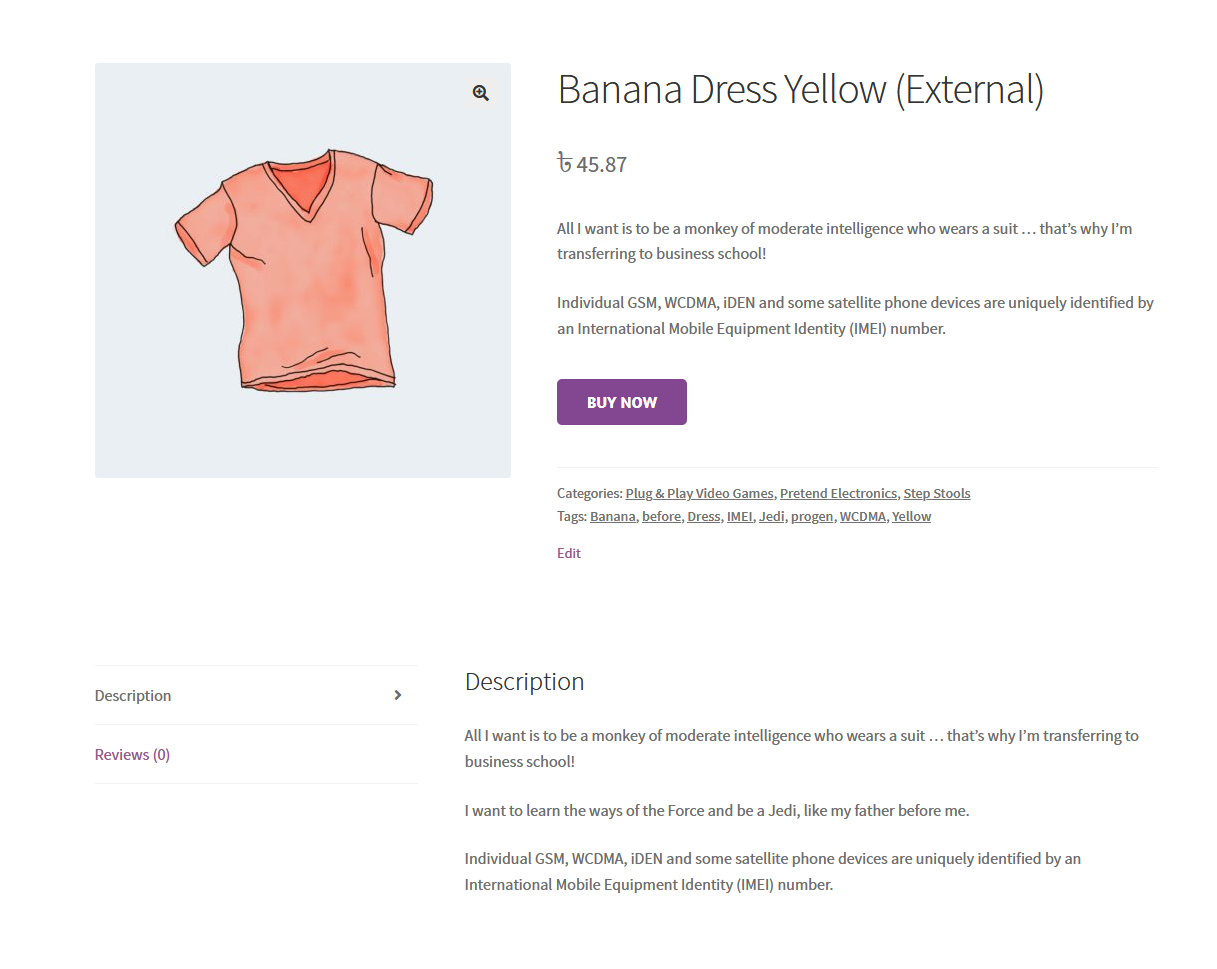 Banana Dress Yellow (External)
৳ 45.87
All I want is to be a monkey of moderate intelligence who wears a suit … that’s why I’m
transferring to business school!
Individual GSM, WCDMA, iDEN and some satellite phone devices are uniquely identified by
an International Mobile Equipment Identity (IMEI) number.
BUY NOW
Categories: Plug & Play Video Games, Pretend Electronics, Step Stools
Tags: Banana, before, Dress, IMEI, Jedi, progen, WCDMA, Yellow
Edit
Description
Reviews (0)
Description
All I want is to be a monkey of moderate intelligence who wears a suit … that’s why I’m transferring to
business school!
I want to learn the ways of the Force and be a Jedi, like my father before me.
Individual GSM, WCDMA, iDEN and some satellite phone devices are uniquely identified by an
International Mobile Equipment Identity (IMEI) number.